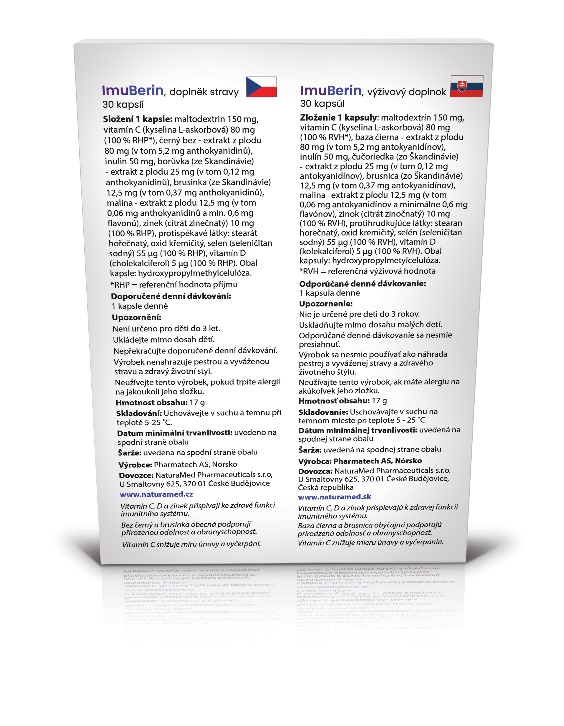 ImuBerin, doplněk stravy
30 kapslí
Složení 1 kapsle: maltodextrin 150 mg,
vitamín C (kyselina L-askorbová) 80 mg
(100 % RHP*), černý bez - extrakt z plodu
80 mg (v tom 5,2 mg anthokyanidinů),
inulin 50 mg, borůvka (ze Skandinávie)
- extrakt z plodu 25 mg (v tom 0,12 mg
anthokyanidinů), brusinka (ze Skandinávie)
12,5 mg (v tom 0,37 mg anthokyanidinů),
malina - extrakt z plodu 12,5 mg (v tom
0,06 mg anthokyanidinů a min. 0,6 mg
flavonů), zinek (citrát zinečnatý) 10 mg
(100 % RHP), protispékavé látky: stearát
hořečnatý, oxid křemičitý, selen (seleničitan
sodný) 55 µg (100 % RHP), vitamín D
(cholekalciferol) 5 µg (100 % RHP). Obal
kapsle: hydroxypropylmethylcelulóza.
*RHP = referenční hodnota příjmu
Doporučené denní dávkování:
1 kapsle denně
Upozornění:
Není určeno pro děti do 3 let.
Ukládejte mimo dosah dětí.
Nepřekračujte doporučené denní dávkování.
Výrobek nenahrazuje pestrou a vyváženou
stravu a zdravý životní styl.
Neužívejte tento výrobek, pokud trpíte alergií
na jakoukoli jeho složku.
Hmotnost obsahu: 17 g
Skladování: Uchovávejte v suchu a temnu při
teplotě 5-25 °C.
Datum minimální trvanlivosti: uvedeno na
spodní straně obalu
Šarže: uvedena na spodní straně obalu
Výrobce: Pharmatech AS, Norsko
Dovozce: NaturaMed Pharmaceuticals s.r.o,
U Smaltovny 625, 370 01 České Budějovice
www.naturamed.cz
Vitamín C, D a zinek přispívají ke zdravé funkci
imunitního systému.
Bez černý a brusinka obecná podporují
přirozenou odolnost a obranyschopnost.
Vitamín C snižuje míru únavy a vyčerpání.
ImuBerin, výživový doplnok
30 kapsúl
Zloženie 1 kapsuly: maltodextrín 150 mg,
vitamín C (kyselina L-askorbová) 80 mg
(100 % RVH*), baza čierna - extrakt z plodu
80 mg (v tom 5,2 mg antokyanidínov),
inulín 50 mg, čučoriedka (zo Škandinávie)
- extrakt z plodu 25 mg (v tom 0,12 mg
antokyanidínov), brusnica (zo Škandinávie)
12,5 mg (v tom 0,37 mg antokyanidínov),
malina - extrakt z plodu 12,5 mg (v tom
0,06 mg antokyanidínov a minimálne 0,6 mg
flavónov), zinok (citrát zinočnatý) 10 mg
(100 % RVH), protihrudkujúce látky: stearan
horečnatý, oxid kremičitý, selén (seleničitan
sodný) 55 µg (100 % RVH), vitamín D
(kolekalciferol) 5 µg (100 % RVH). Obal
kapsuly: hydroxypropylmetylcelulóza.
*RVH = referenčná výživová hodnota
Odporúčané denné dávkovanie:
1 kapsula denne
Upozornenie:
Nie je určené pre deti do 3 rokov.
Uskladňujte mimo dosahu malých detí.
Odporúčané denné dávkovanie sa nesmie
presiahnuť.
Výrobok sa nesmie používať ako náhrada
pestrej a vyváženej stravy a zdravého
životného štýlu.
Neužívajte tento výrobok, ak máte alergiu na
akúkoľvek jeho zložku.
Hmotnosť obsahu: 17 g
Skladovanie: Uschovávajte v suchu na
temnom mieste pri teplote 5 - 25 °C.
Dátum minimálnej trvanlivosti: uvedená na
spodnej strane obalu
Šarža: uvedená na spodnej strane obalu
Výrobca: Pharmatech AS, Nórsko
Dovozca: NaturaMed Pharmaceuticals s.r.o,
U Smaltovny 625, 370 01 České Budějovice,
Česká republika
www.naturamed.sk
Vitamín C, D a zinok prispievajú k zdravej funkcii
imunitného systému.
Baza čierna a brusnica obyčajná podporujú
prirodzenú odolnosť a obranyschopnosť.
Vitamín C znižuje mieru únavy a vyčerpania.